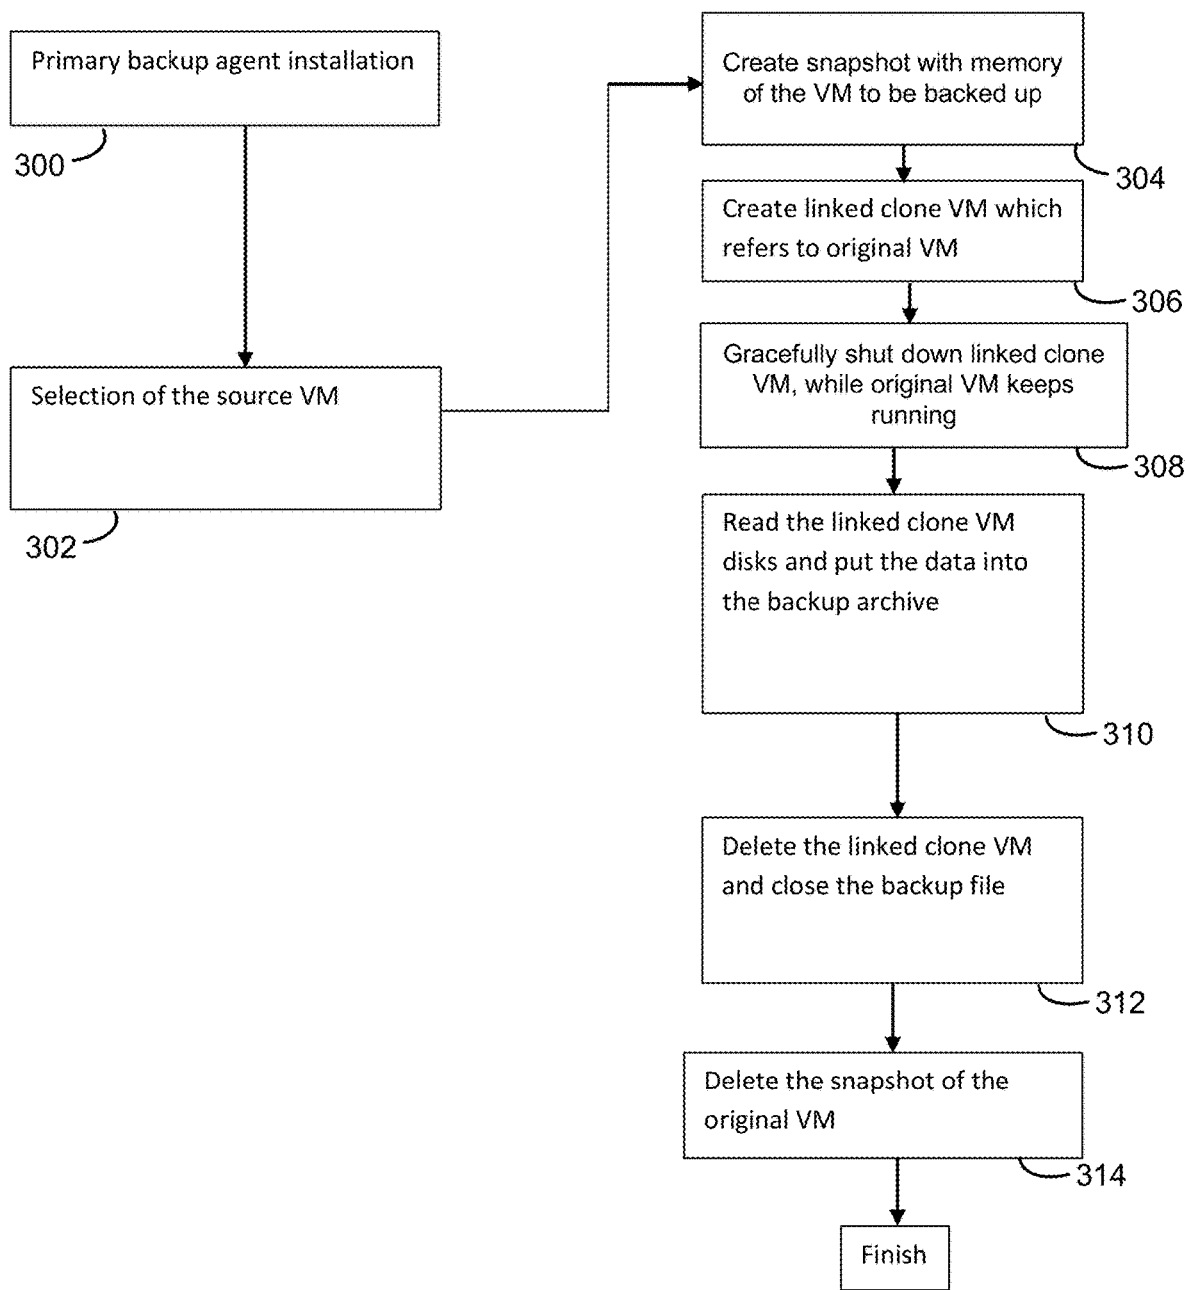 Primary backup agent installation
300
Selection of the source VM
302
Create snapshot with memory
of the VM to be backed up
304
Create linked clone VM which
refers to original VM
306
Gracefully shut down linked clone
VM, while original VM keeps
running
308
Read the linked clone VM
disks and put the data into
the backup archive
310
Delete the linked clone VM
and close the backup file
312
Delete the snapshot of the
original VM
314
Finish